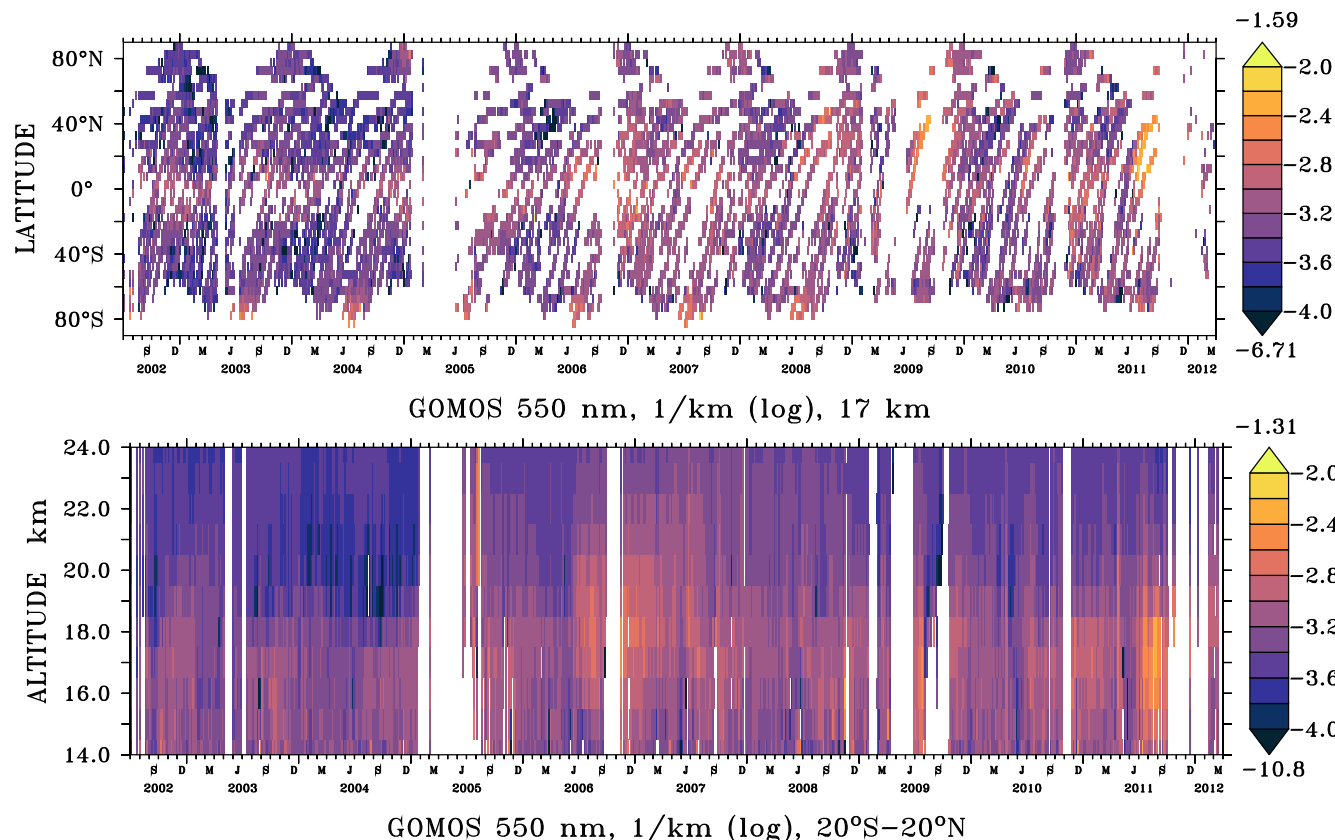 −1.59
80°N
40°N
0°
40°S
80°S
LATITUDE
−2.0
−2.4
−2.8
−3.2
−3.6
−4.0
−6.71
S D M J S D M J S D M J S D M J S D M J S D M J S D M J S D M
2002 2003 2004 2005 2006 2007 2008 2009 2010 2011 2012
GOMOS 550 nm, 1/km (log), 17 km
−1.31
24.0
22.0
20.0
18.0
16.0
14.0
ALTITUDE km
−2.0
−2.4
−2.8
−3.2
−3.6
−4.0
−10.8
S D M J S D M J S D M J S D M J S D M J S D M J S D M J S D M
2002 2003 2004 2005 2006 2007 2008 2009 2010 2011 2012
GOMOS 550 nm, 1/km (log), 20°S−20°N